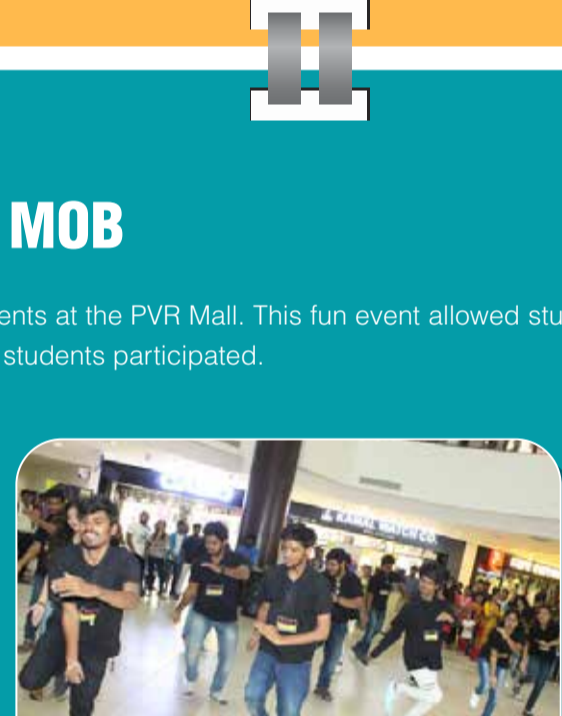 MOB
ents at the PVR Mall. This fun event allowed stu
students participated.
KAMAL WATCH CO.